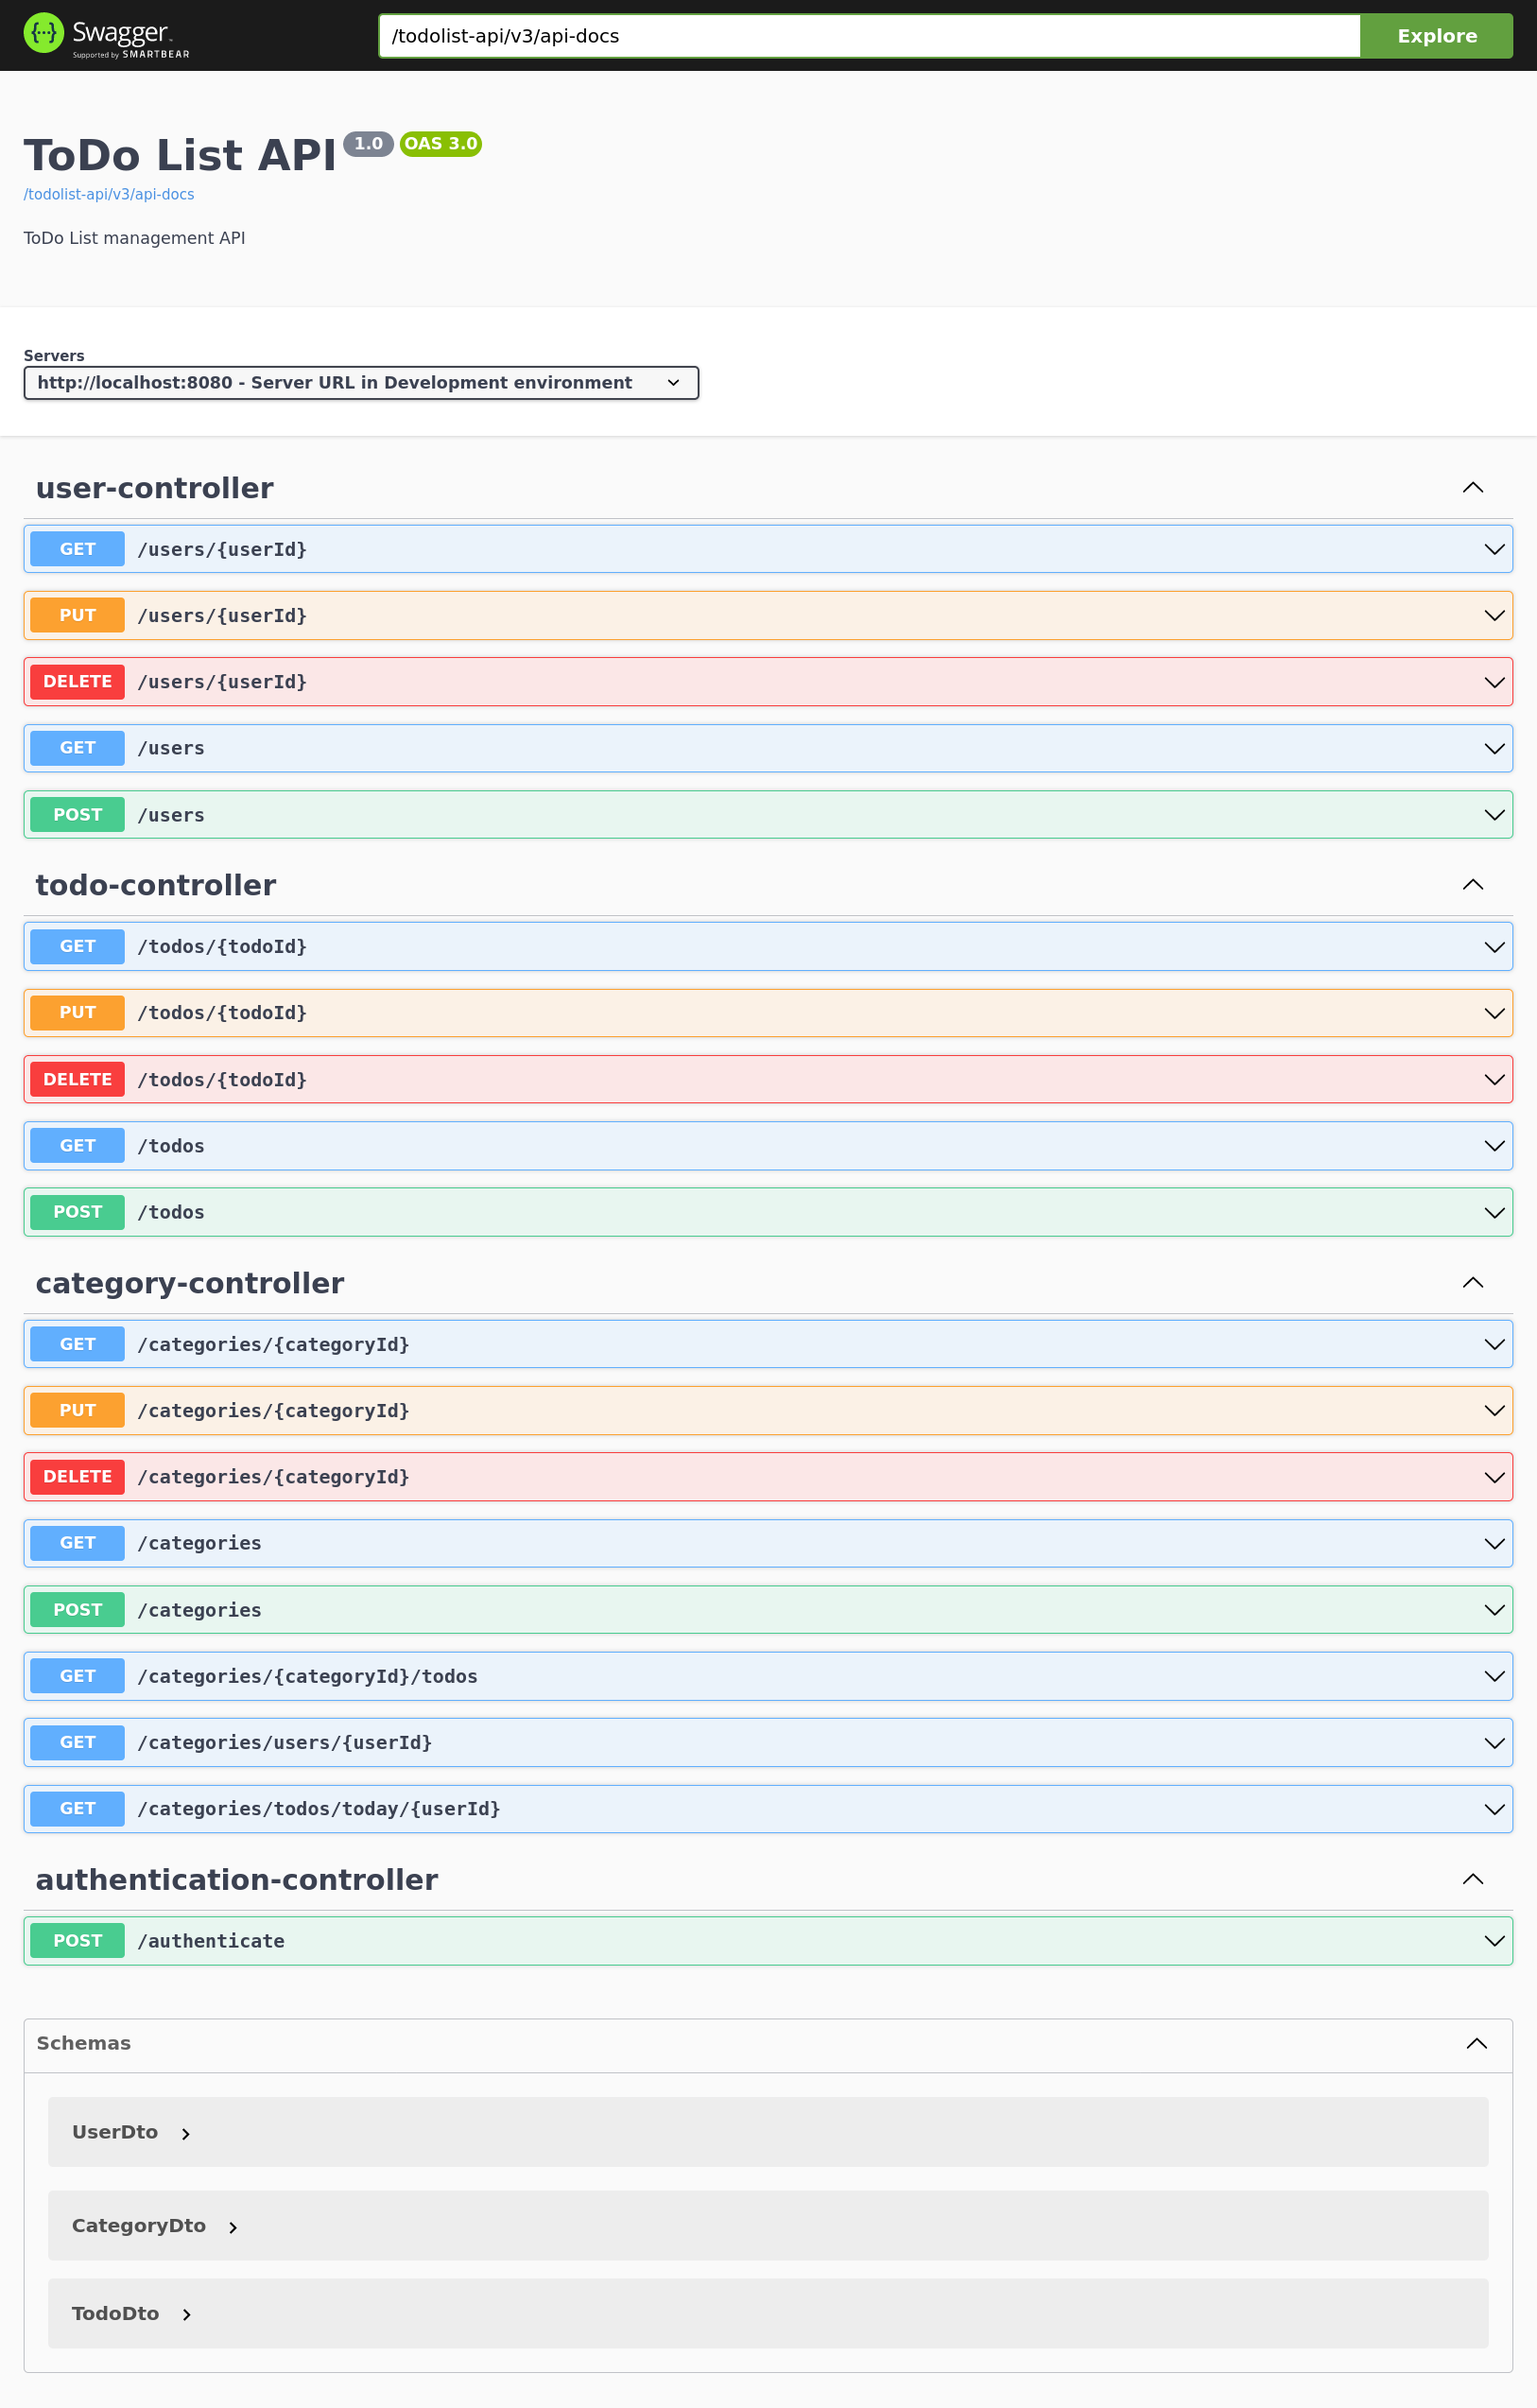 Swagger
Supported by SMARTBEAR
/todolist-api/v3/api-docs
Explore
ToDo List API 1.0 OAS 3.0
/todolist-api/v3/api-docs
ToDo List management API
Servers
http://localhost:8080 - Server URL in Development environment
user-controller
GET /users/{userId}
PUT /users/{userId}
DELETE /users/{userId}
GET /users
POST /users
todo-controller
GET /todos/{todoId}
PUT /todos/{todoId}
DELETE /todos/{todoId}
GET /todos
POST /todos
category-controller
GET /categories/{categoryId}
PUT /categories/{categoryId}
DELETE /categories/{categoryId}
GET /categories
POST /categories
GET /categories/{categoryId}/todos
GET /categories/users/{userId}
GET /categories/todos/today/{userId}
authentication-controller
POST /authenticate
Schemas
UserDto
CategoryDto
TodoDto